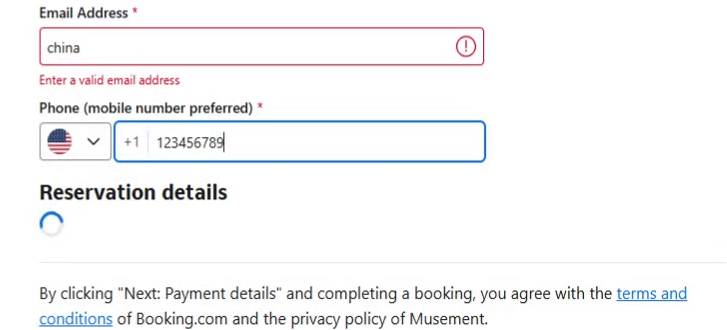 Email Address *
china
Enter a valid email address
Phone (mobile number preferred) *
+1 123456789
Reservation details
By clicking "Next: Payment details" and completing a booking, you agree with the terms and
conditions of Booking.com and the privacy policy of Musement.